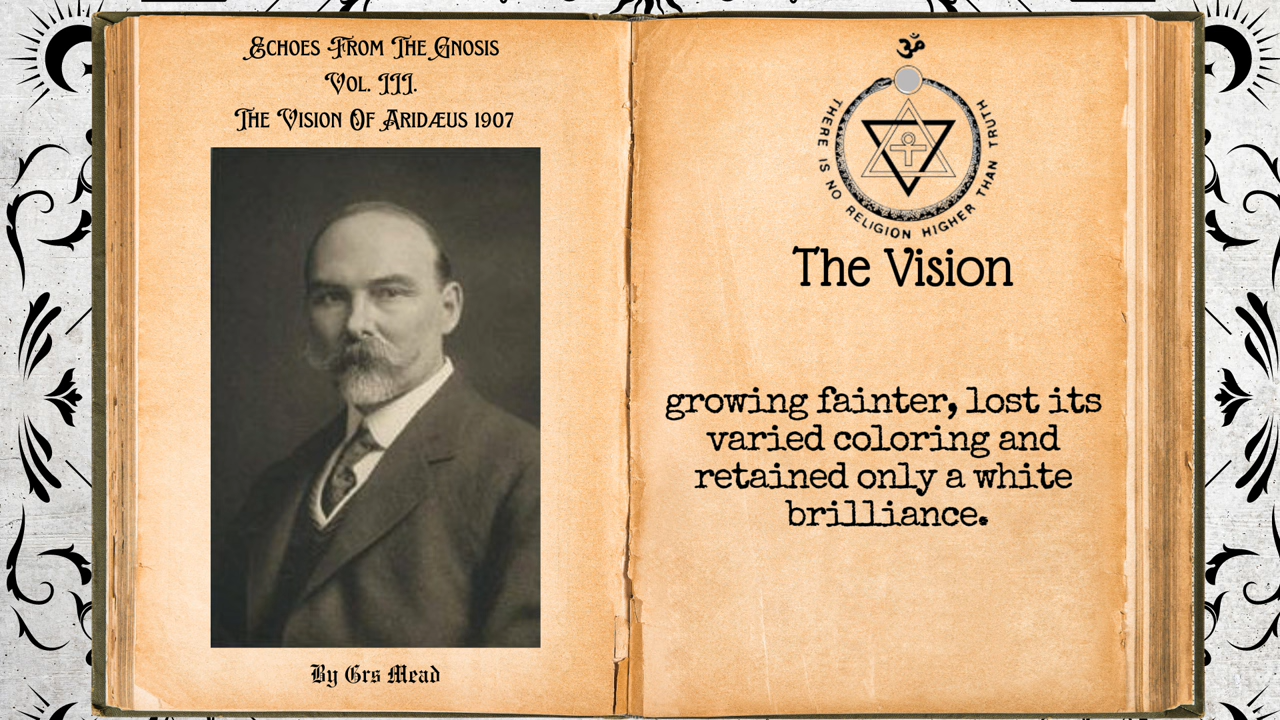 Echoes From The Gnosis
Vol. III.
The Vision Of Aridæus 1907
By Grs Mead
ॐ
THERE IS NO RELIGION HIGHER THAN TRUTH
The Vision
growing fainter, lost its
varied coloring and
retained only a white
brilliance.